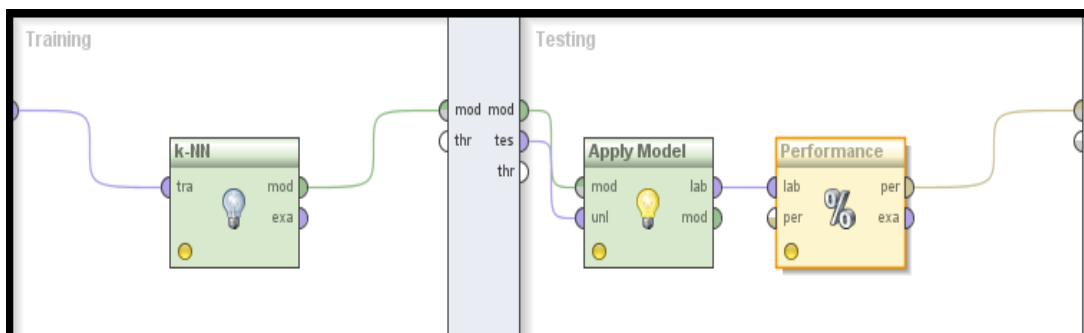 Training
k-NN
tra
mod
exa
mod
thr
mod
tes
thr
Testing
Apply Model
mod
unl
lab
mod
Performance
lab
per
per
exa
%